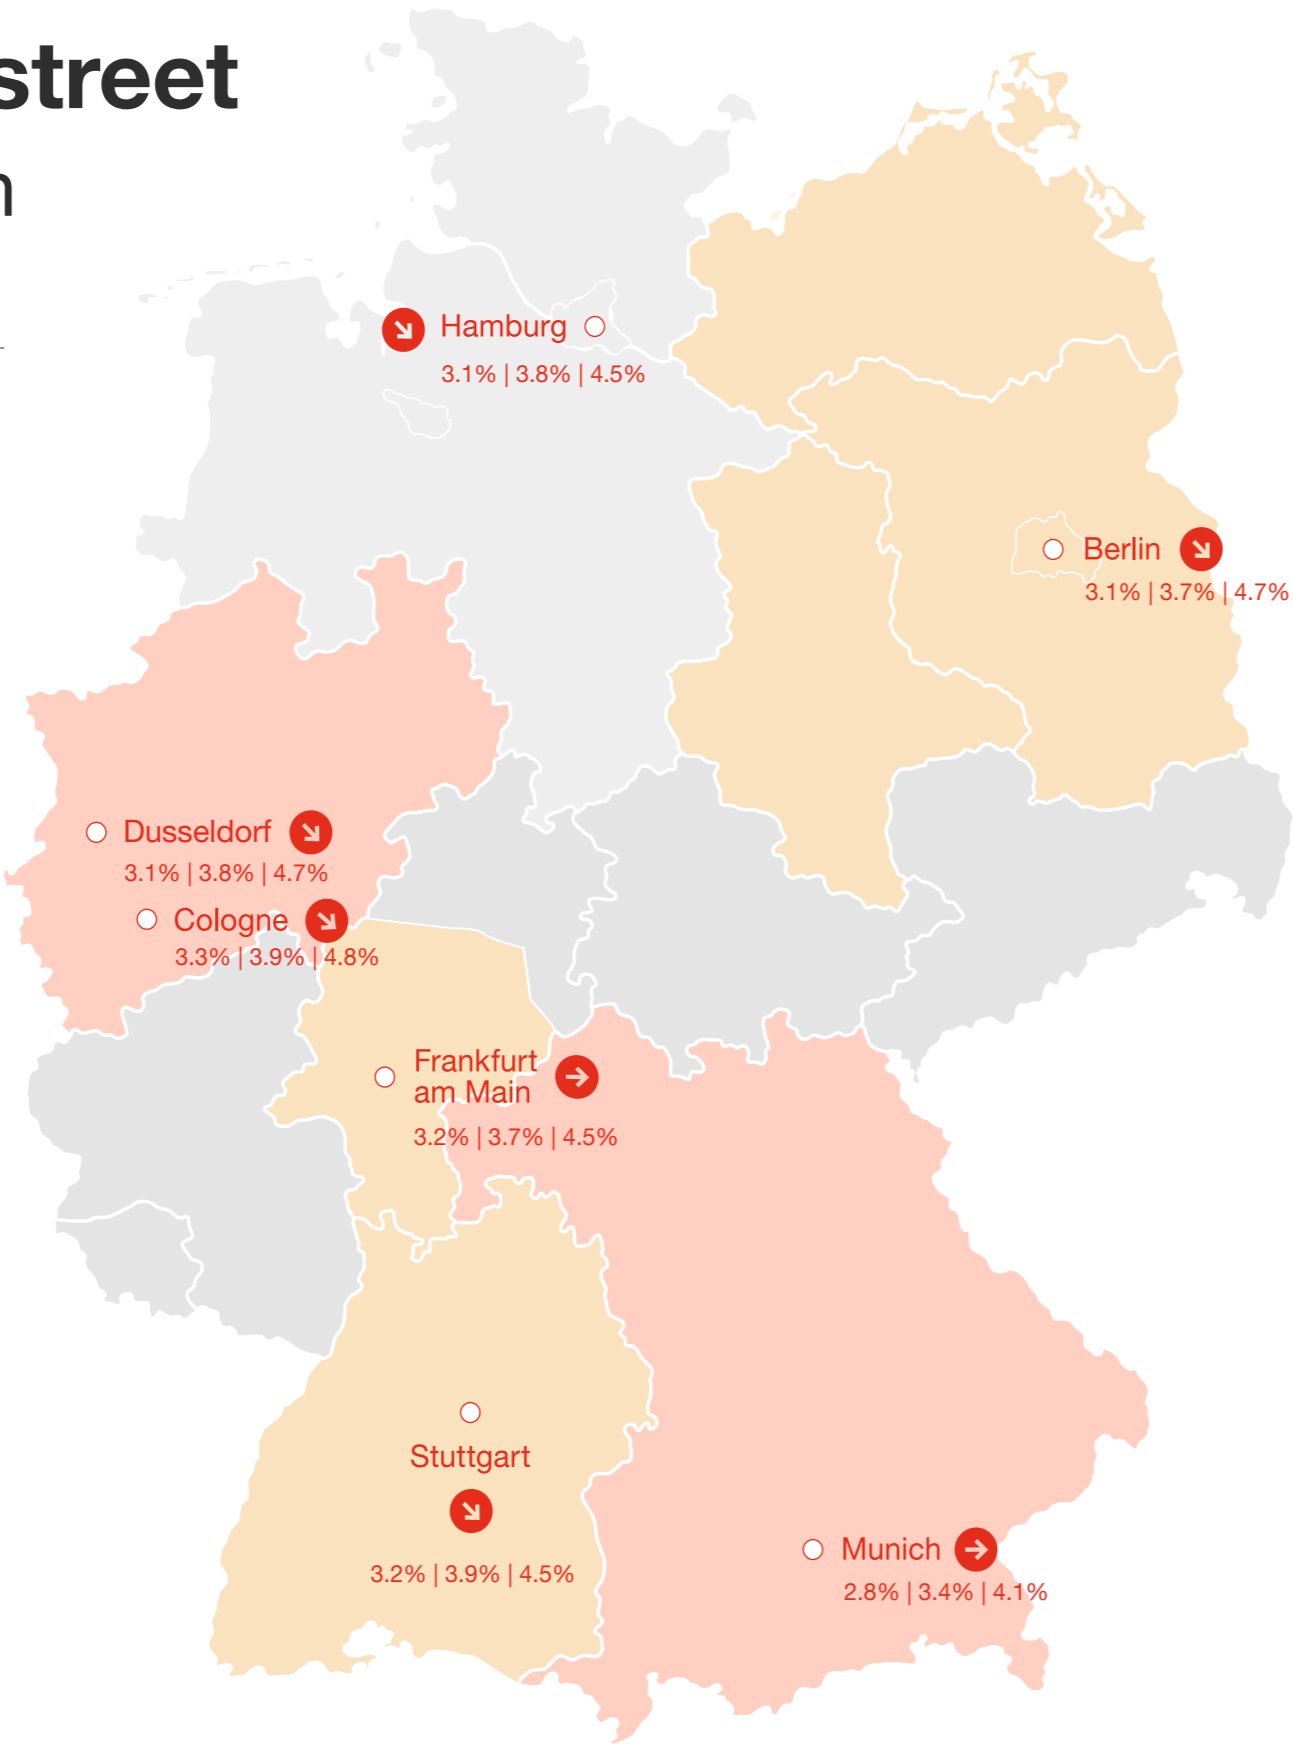 street
n
Hamburg
3.1% | 3.8% | 4.5%
Berlin
3.1% | 3.7% | 4.7%
Dusseldorf
3.1% | 3.8% | 4.7%
Cologne
3.3% | 3.9% | 4.8%
Frankfurt
am Main
3.2% | 3.7% | 4.5%
Stuttgart
3.2% | 3.9% | 4.5%
Munich
2.8% | 3.4% | 4.1%